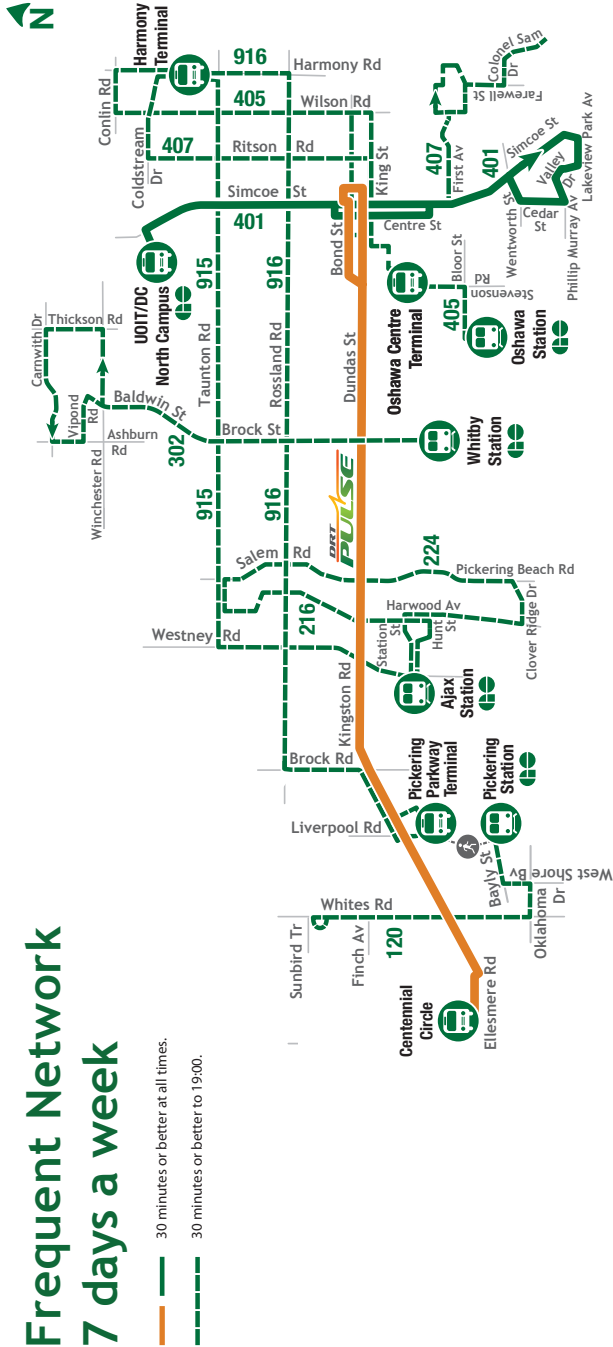 Frequent Network
7 days a week
30 minutes or better at all times.
30 minutes or better to 19:00.
N
Harmony
Terminal
916
Harmony Rd
Conlin Rd
405
Wilson Rd
Coldstream
Dr
407
Ritson Rd
King St
Simcoe St
401
UOIT/DC
North Campus
GO
915
916
Bond St
Centre St
407
First Av
Farewell St
Colonel Sam
Dr
401
Simcoe St
Valley
Dr
Lakeview Park Av
Wentworth St
Cedar
St
Phillip Murray Av
Carnwith Dr
Thickson Rd
Vipond
Rd
Baldwin St
Winchester Rd
Ashburn
Rd
302
Taunton Rd
Rossland Rd
Dundas St
Oshawa Centre
Terminal
405
Bloor St
Stevenson
Rd
Oshawa
Station
GO
Brock St
Whitby
Station
GO
915
916
DRT
PULSE
Salem Rd
224
Pickering Beach Rd
Westney Rd
216
Station
St
Harwood Av
Hunt
St
Clover Ridge Dr
Ajax
Station
GO
Kingston Rd
Brock Rd
Pickering
Parkway
Terminal
Liverpool Rd
Pickering
Station
GO
Bayly St
West Shore Bv
Whites Rd
Sunbird Tr
Finch Av
120
Oklahoma
Dr
Centennial
Circle
Ellesmere Rd